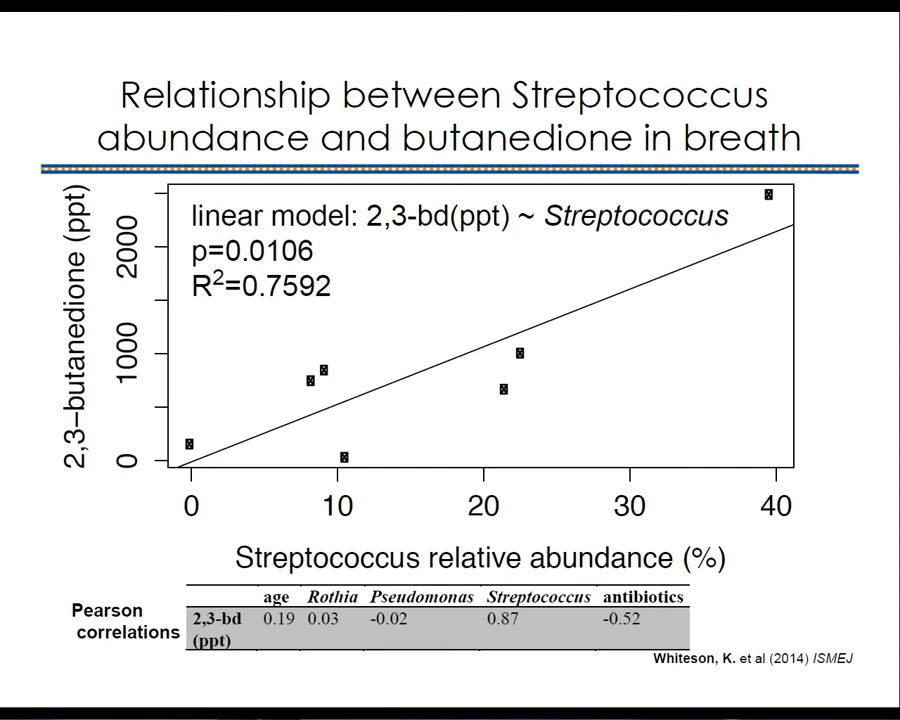 Relationship between Streptococcus
abundance and butanedione in breath
linear model: 2,3-bd(ppt) ~ Streptococcus
p=0.0106
R²=0.7592
2,3−butanedione (ppt)
2000
1000
0
0 10 20 30 40
Streptococcus relative abundance (%)
Pearson
correlations
age Rothia Pseudomonas Streptococcus antibiotics
2,3-bd 0.19 0.03 -0.02 0.87 -0.52
(ppt)
Whiteson, K. et al (2014) ISMEJ